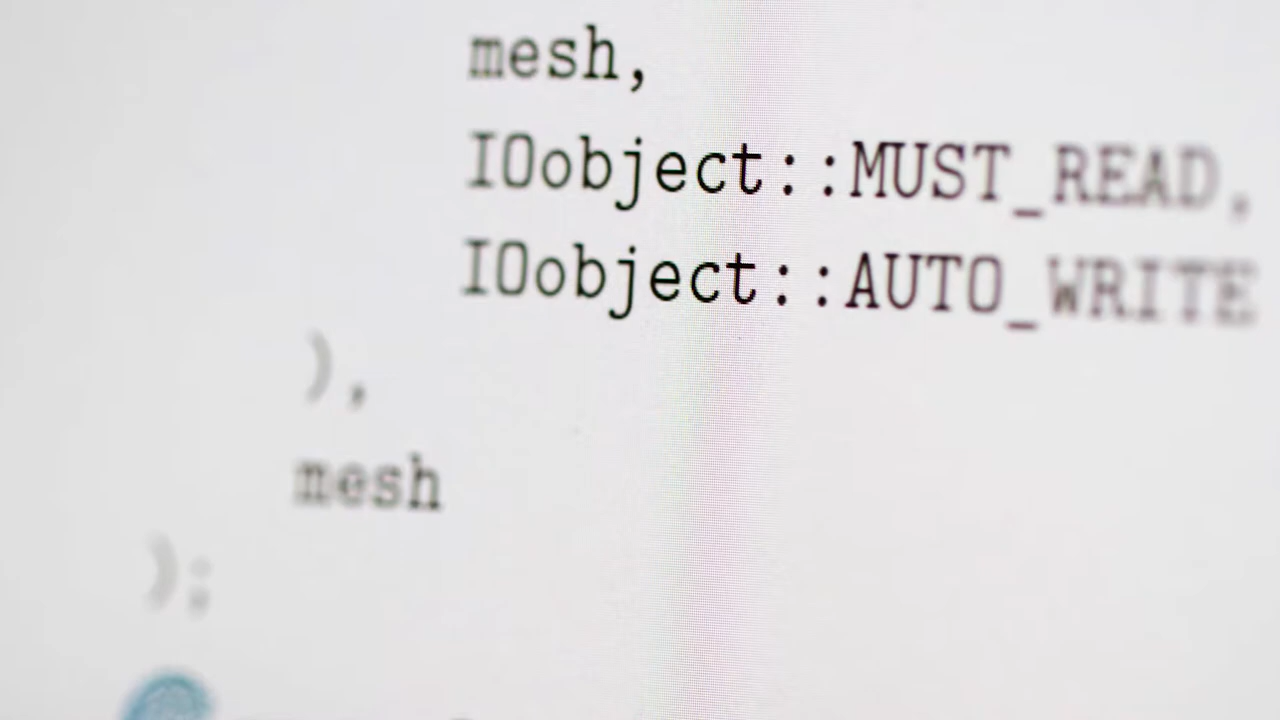 mesh,
IOobject::MUST_READ,
IOobject::AUTO_WRITE
),
mesh
);